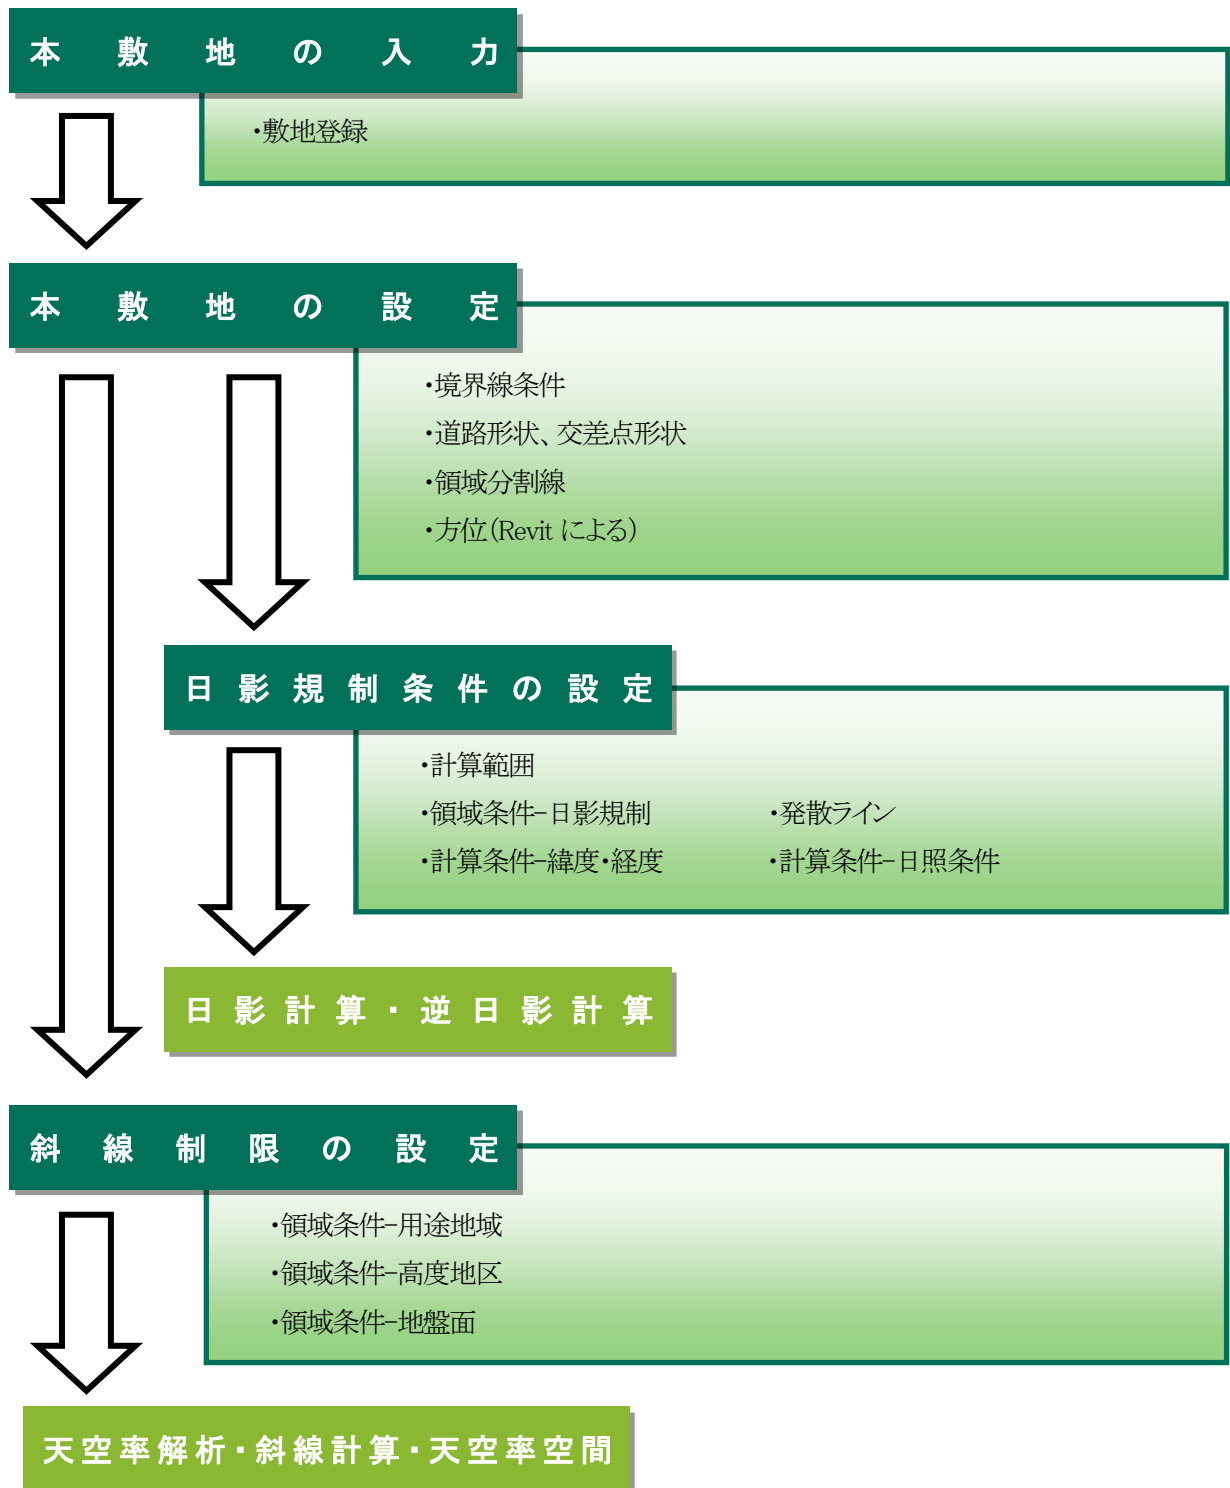 本敷地の入力
・敷地登録
本敷地の設定
・境界線条件
・道路形状、交差点形状
・領域分割線
・方位(Revit による)
日影規制条件の設定
・計算範囲
・領域条件−日影規制 ・発散ライン
・計算条件−緯度・経度 ・計算条件−日照条件
日影計算・逆日影計算
斜線制限の設定
・領域条件−用途地域
・領域条件−高度地区
・領域条件−地盤面
天空率解析・斜線計算・天空率空間